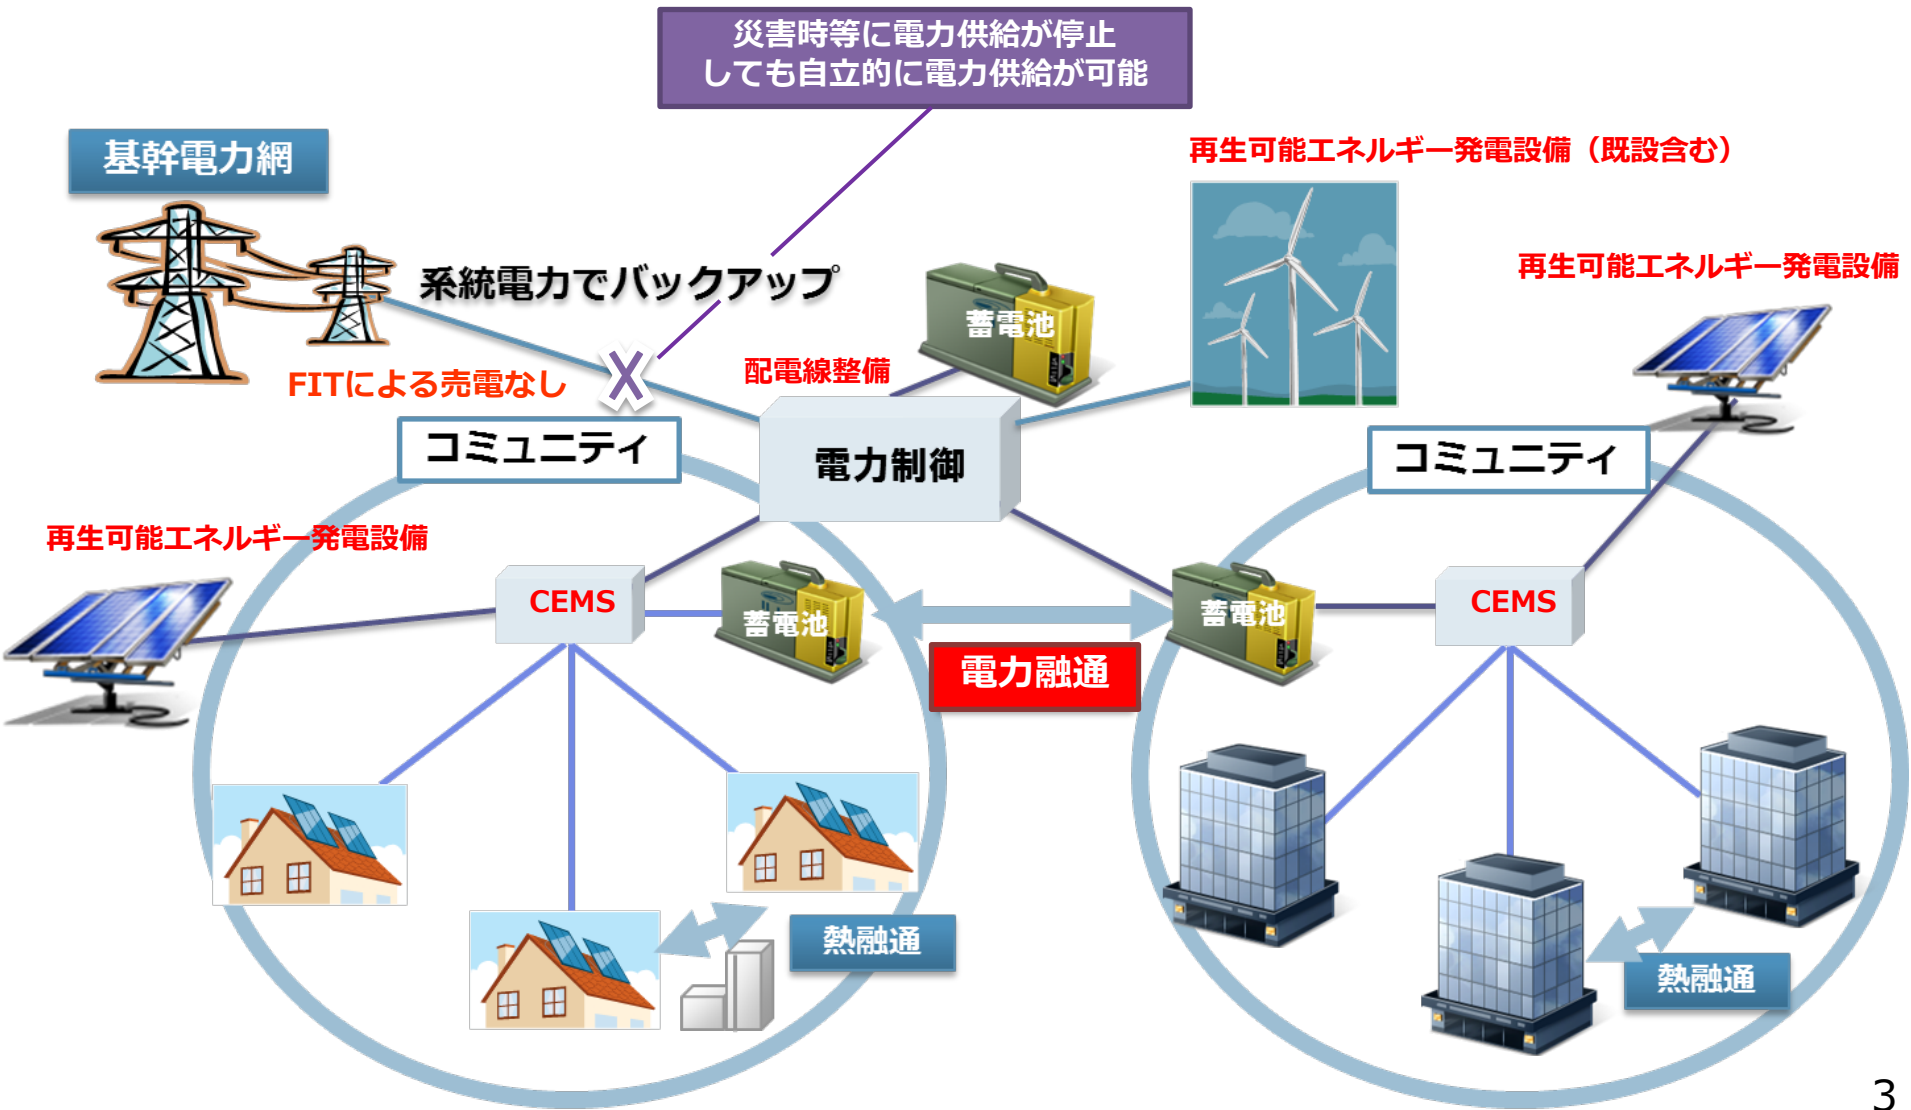 災害時等に電力供給が停止
しても自立的に電力供給が可能
基幹電力網
再生可能エネルギー発電設備（既設含む）
再生可能エネルギー発電設備
系統電力でバックアップ
蓄電池
配電線整備
FITによる売電なし
X
コミュニティ
電力制御
コミュニティ
再生可能エネルギー発電設備
CEMS
蓄電池
蓄電池
CEMS
電力融通
熱融通
熱融通
3